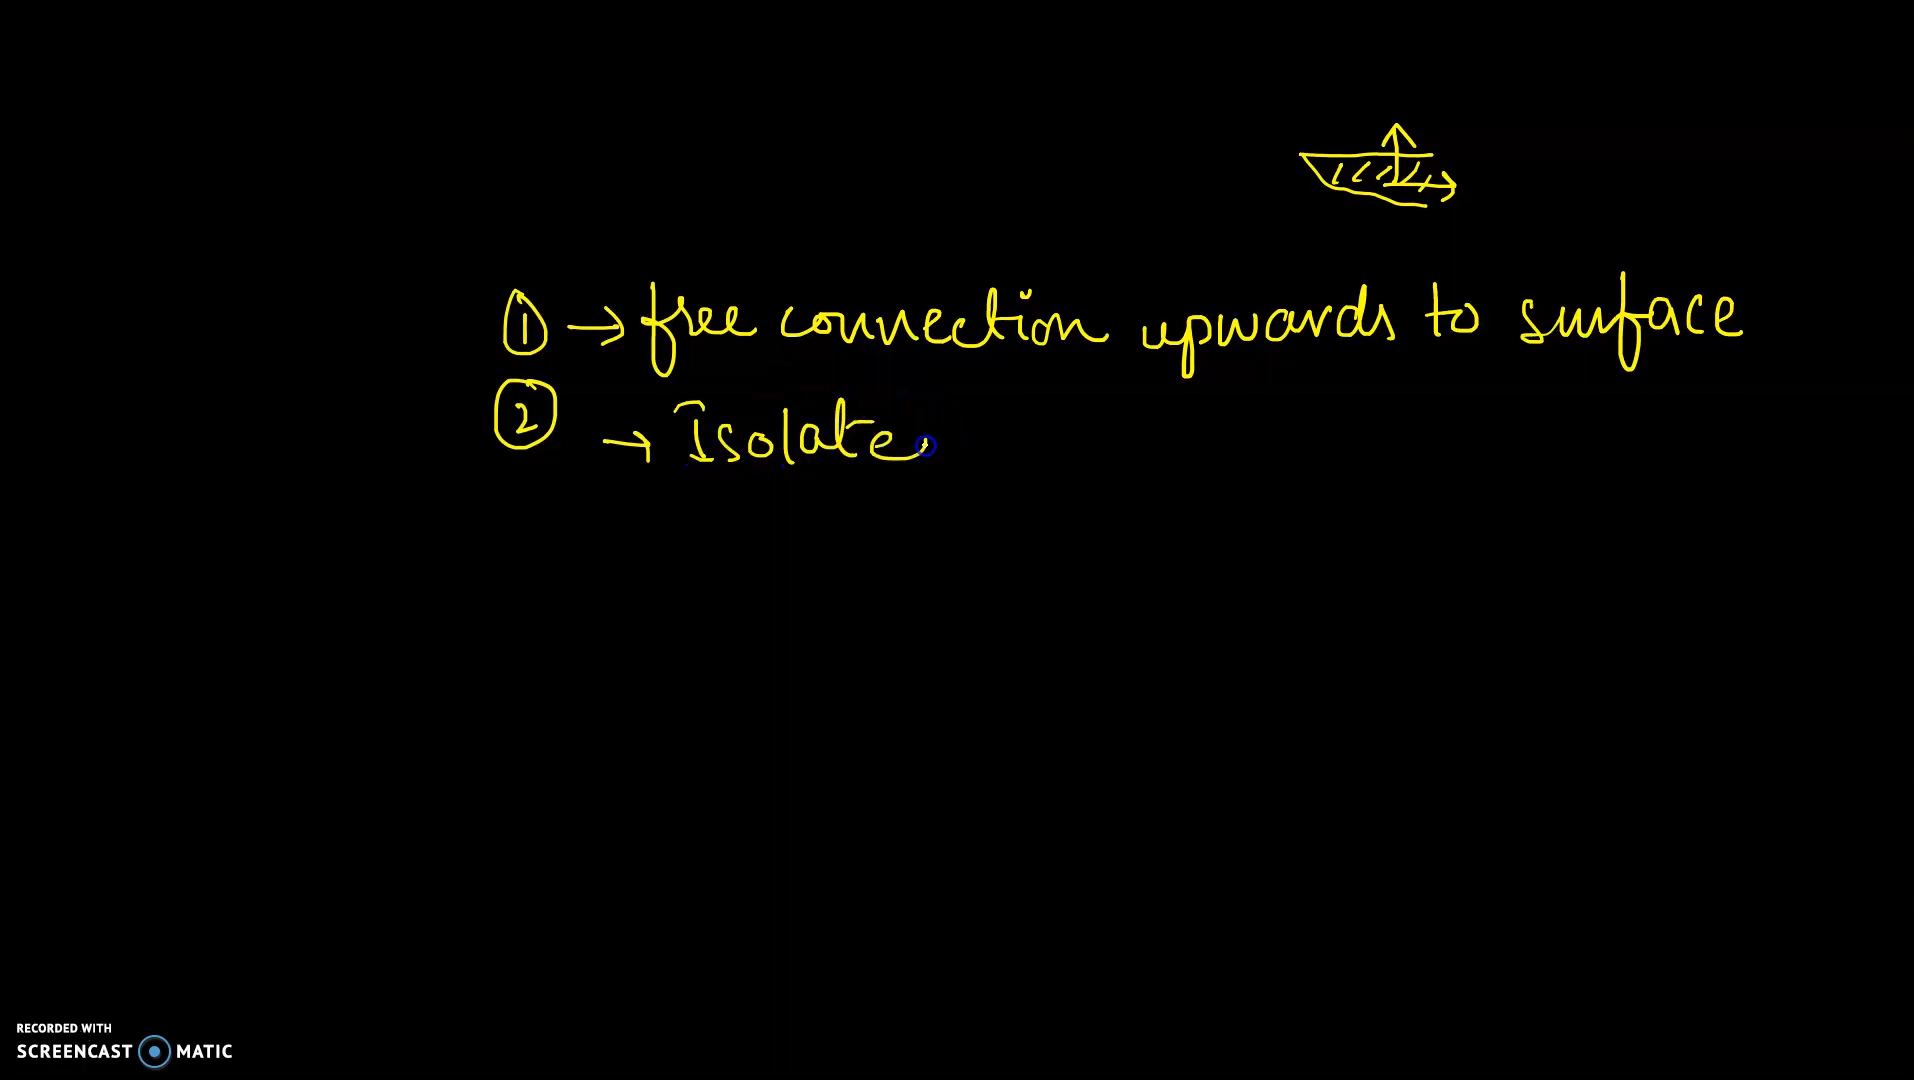 ① → free connection upwards to surface
② → Isolate
RECORDED WITH
SCREENCAST MATIC